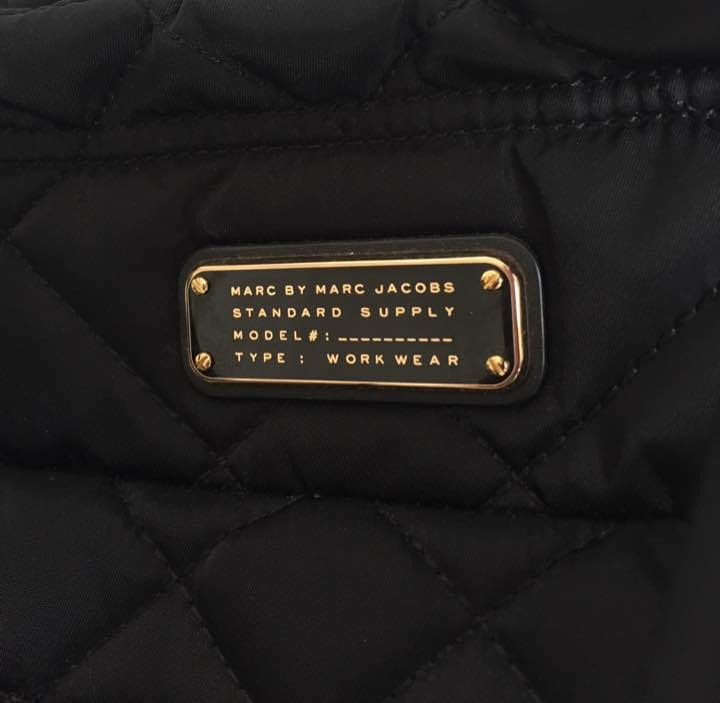 MARC BY MARC JACOBS
STANDARD SUPPLY
MODEL#: __________
TYPE : WORK WEAR